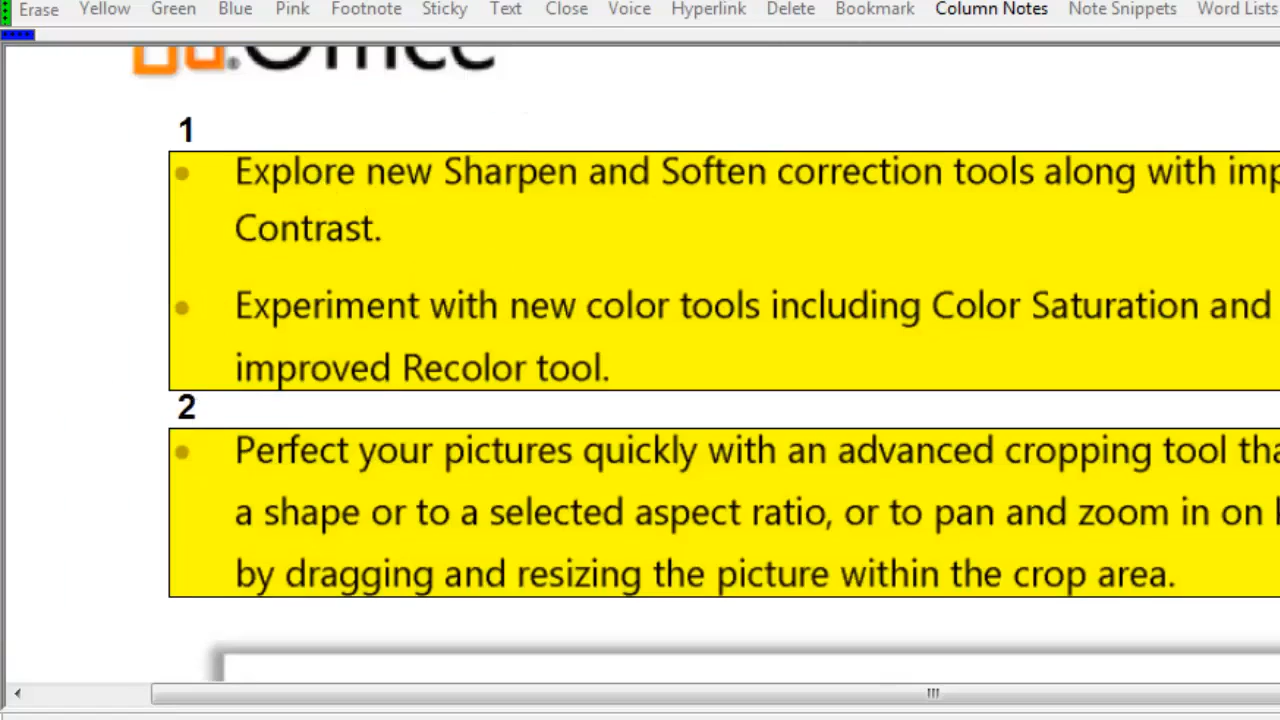 Erase Yellow Green Blue Pink Footnote Sticky Text Close Voice Hyperlink Delete Bookmark Column Notes Note Snippets Word Lists
Office
1
Explore new Sharpen and Soften correction tools along with
Contrast.
Experiment with new color tools including Color Saturation and
improved Recolor tool.
2
Perfect your pictures quickly with an advanced cropping tool
a shape or to a selected aspect ratio, or to pan and zoom in on
by dragging and resizing the picture within the crop area.